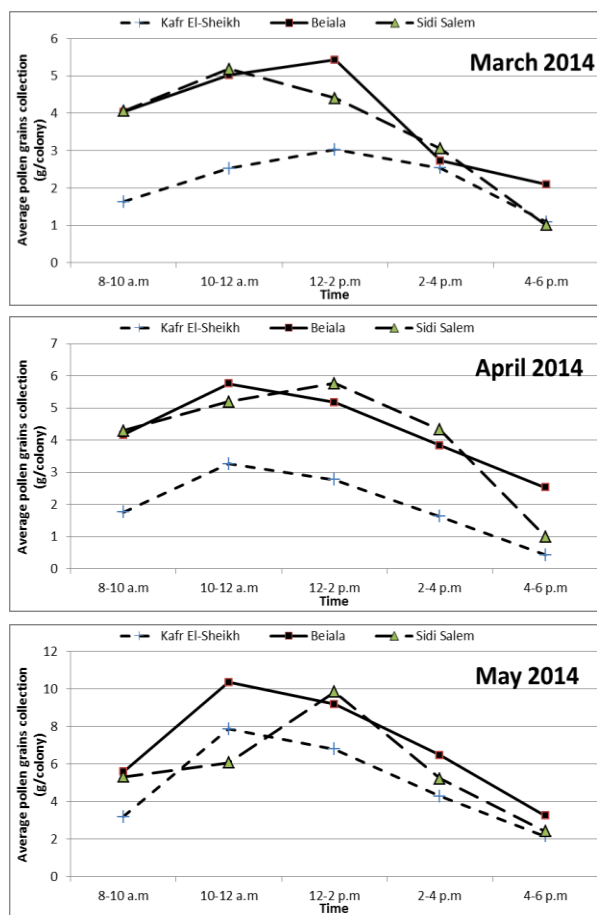 Kafr El-Sheikh Beiala Sidi Salem
March 2014
Average pollen grains collection
(g/colony)
6
5
4
3
2
1
0
8-10 a.m 10-12 a.m 12-2 p.m 2-4 p.m 4-6 p.m
Time
Kafr El-Sheikh Beiala Sidi Salem
April 2014
Average pollen grains collection
(g/colony)
7
6
5
4
3
2
1
0
8-10 a.m 10-12 a.m 12-2 p.m 2-4 p.m 4-6 p.m
Time
Kafr El-Sheikh Beiala Sidi Salem
May 2014
Average pollen grains collection
(g/colony)
12
10
8
6
4
2
0
8-10 a.m 10-12 a.m 12-2 p.m 2-4 p.m 4-6 p.m
Time